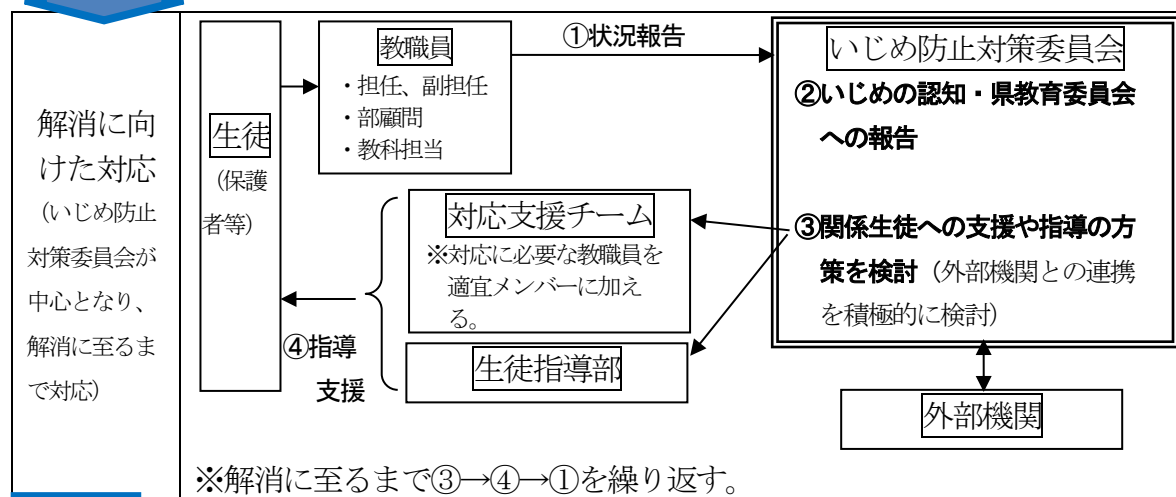 解消に向
けた対応
（いじめ防止
対策委員会が
中心となり、
解消に至るま
で対応）
生徒
（保護
者等）
教職員
・担任、副担任
・部顧問
・教科担当
①状況報告
いじめ防止対策委員会
②いじめの認知・県教育委員会
への報告
③関係生徒への支援や指導の方
策を検討（外部機関との連携
を積極的に検討）
対応支援チーム
※対応に必要な教職員を
適宜メンバーに加え
る。
④指導
支援
生徒指導部
外部機関
※解消に至るまで③→④→①を繰り返す。